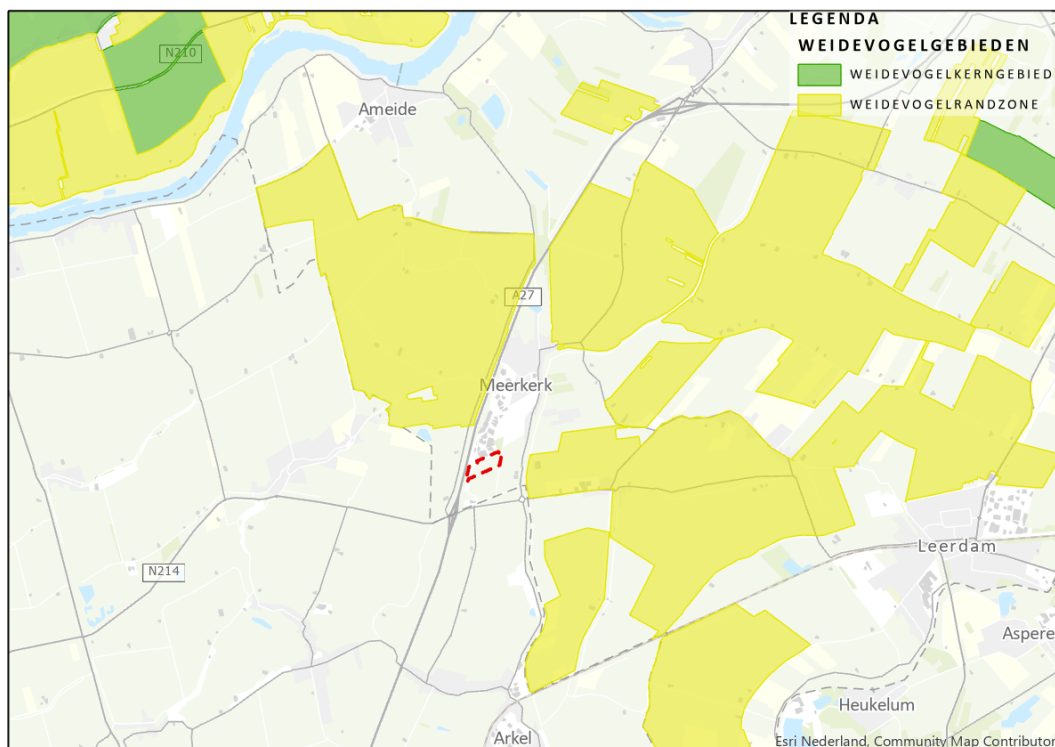 LEGENDA
WEIDEVOGELGEBIEDEN
WEIDEVOGELKERNGEBIED
WEIDEVOGELRANDZONE
N210
Ameide
A27
Meerkerk
N214
Leerdam
Aspere
Heukelum
Arkel
Esri Nederland, Community Map Contributor